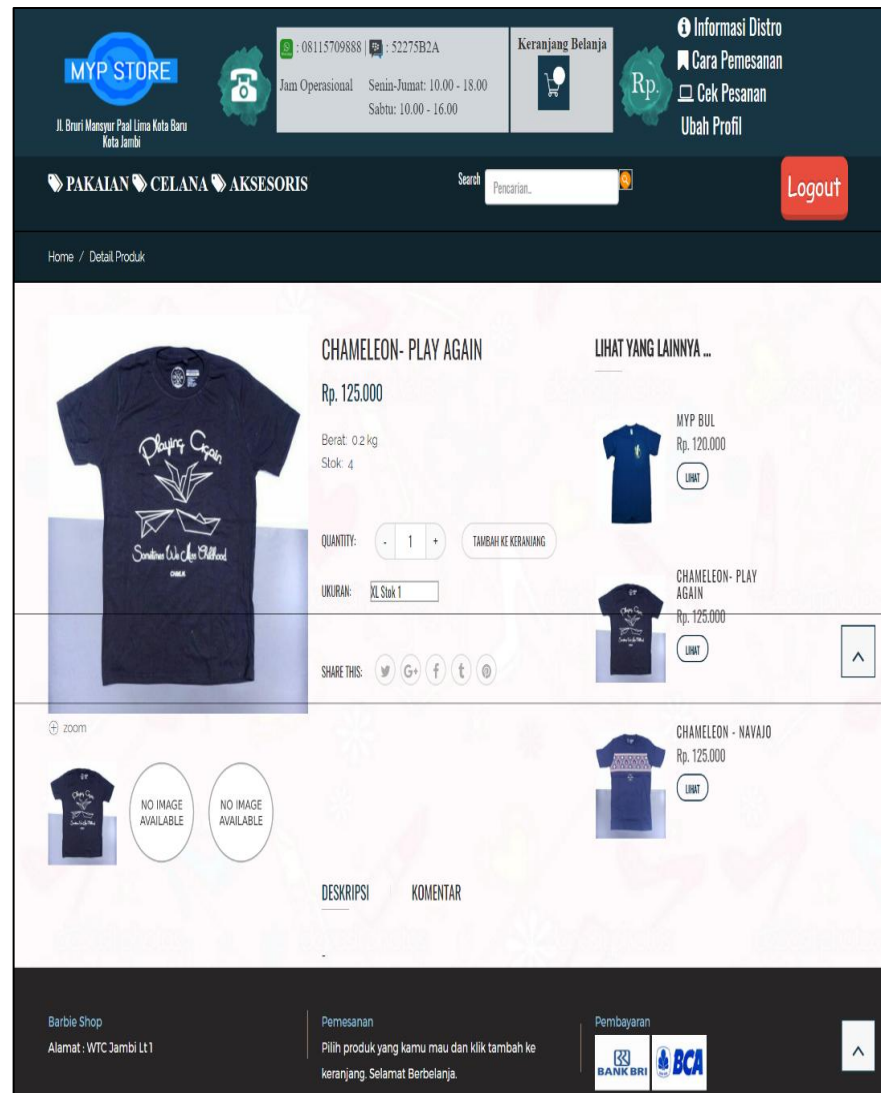 MYP STORE
Jl. Bruri Mansyur Paal Lima Kota Baru
Kota Jambi
: 08115709888 | : 52275B2A
Jam Operasional Senin-Jumat: 10.00 - 18.00
Sabtu: 10.00 - 16.00
Keranjang Belanja
Rp.
Informasi Distro
Cara Pemesanan
Cek Pesanan
Ubah Profil
PAKAIAN CELANA AKSESORIS
Search
Pencarian..
Logout
Home / Detail Produk
Playing Again
Sometimes We Miss Childhood
CHAMELEON- PLAY AGAIN
Rp. 125.000
Berat: 0.2 kg
Stok: 4
QUANTITY: - 1 + TAMBAH KE KERANJANG
UKURAN: XL Stok 1
SHARE THIS:
zoom
NO IMAGE
AVAILABLE
NO IMAGE
AVAILABLE
LIHAT YANG LAINNYA ...
MYP BUL
Rp. 120.000
LIHAT
CHAMELEON- PLAY
AGAIN
Rp. 125.000
LIHAT
CHAMELEON - NAVAJO
Rp. 125.000
LIHAT
DESKRIPSI KOMENTAR
-
Barbie Shop
Alamat : WTC Jambi Lt 1
Pemesanan
Pilih produk yang kamu mau dan klik tambah ke
keranjang. Selamat Berbelanja.
Pembayaran
BANK BRI
BCA